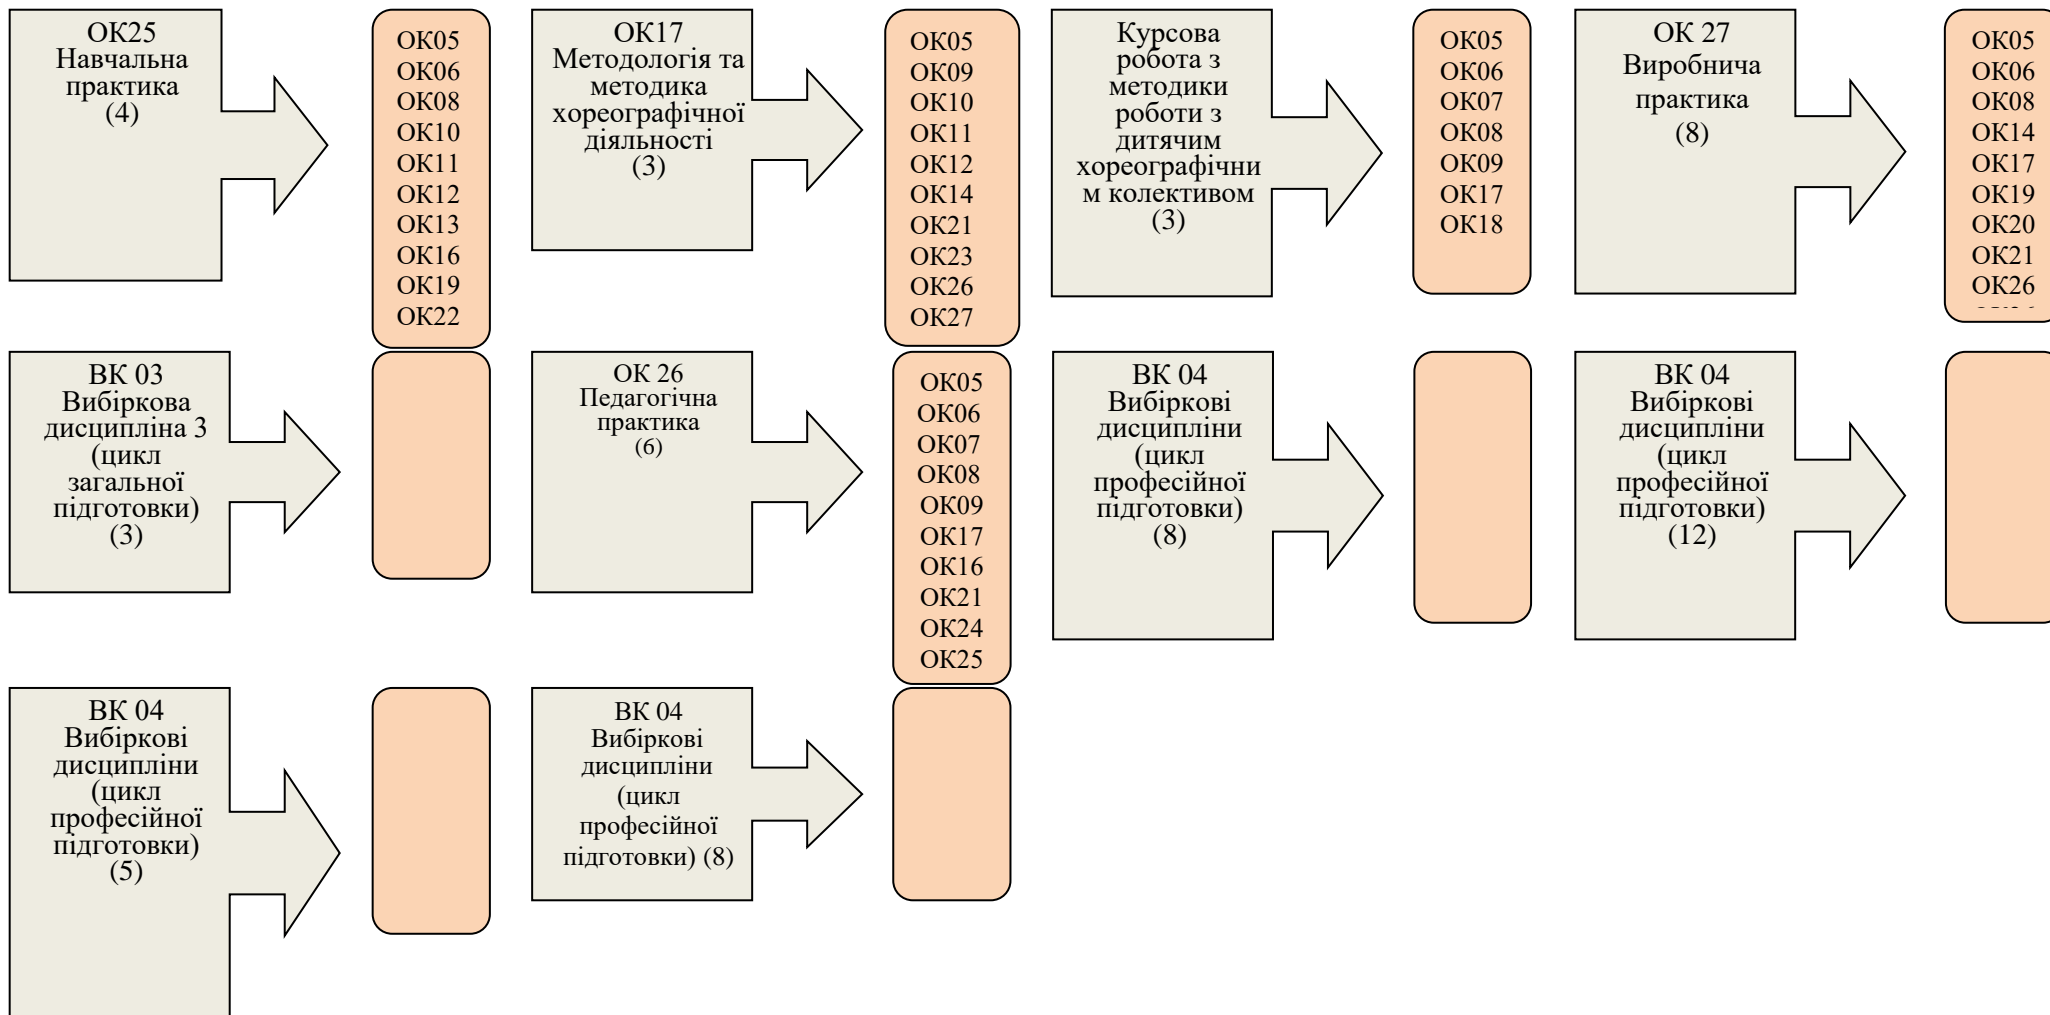 ОК25
Навчальна
практика
(4)
ОК05
ОК06
ОК08
ОК10
ОК11
ОК12
ОК13
ОК16
ОК19
ОК22
ОК17
Методологія та
методика
хореографічної
діяльності
(3)
ОК05
ОК09
ОК10
ОК11
ОК12
ОК14
ОК21
ОК23
ОК26
ОК27
Курсова
робота з
методики
роботи з
дитячим
хореографічни
м колективом
(3)
ОК05
ОК06
ОК07
ОК08
ОК09
ОК17
ОК18
ОК 27
Виробнича
практика
(8)
ОК05
ОК06
ОК08
ОК14
ОК17
ОК19
ОК20
ОК21
ОК26
ВК 03
Вибіркова
дисципліна 3
(цикл
загальної
підготовки)
(3)
ОК 26
Педагогічна
практика
(6)
ОК05
ОК06
ОК07
ОК08
ОК09
ОК17
ОК16
ОК21
ОК24
ОК25
ВК 04
Вибіркові
дисципліни
(цикл
професійної
підготовки)
(8)
ВК 04
Вибіркові
дисципліни
(цикл
професійної
підготовки)
(12)
ВК 04
Вибіркові
дисципліни
(цикл
професійної
підготовки)
(5)
ВК 04
Вибіркові
дисципліни
(цикл
професійної
підготовки) (8)